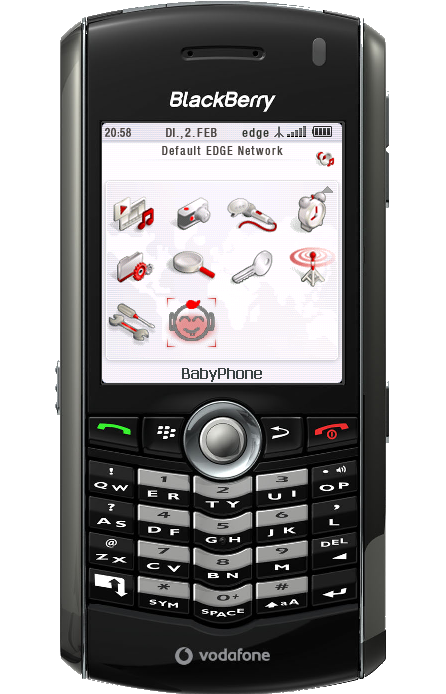 BlackBerry
20:58 DI.,2.FEB edge
Default EDGE Network
BabyPhone
! 1 2 3 .
QW ER TY UI OP
? 4 5 6 ,
AS DF GH JK L
@ 7 8 9 DEL
ZX CV BN M
* 0+ #
SYM SPACE aA
vodafone